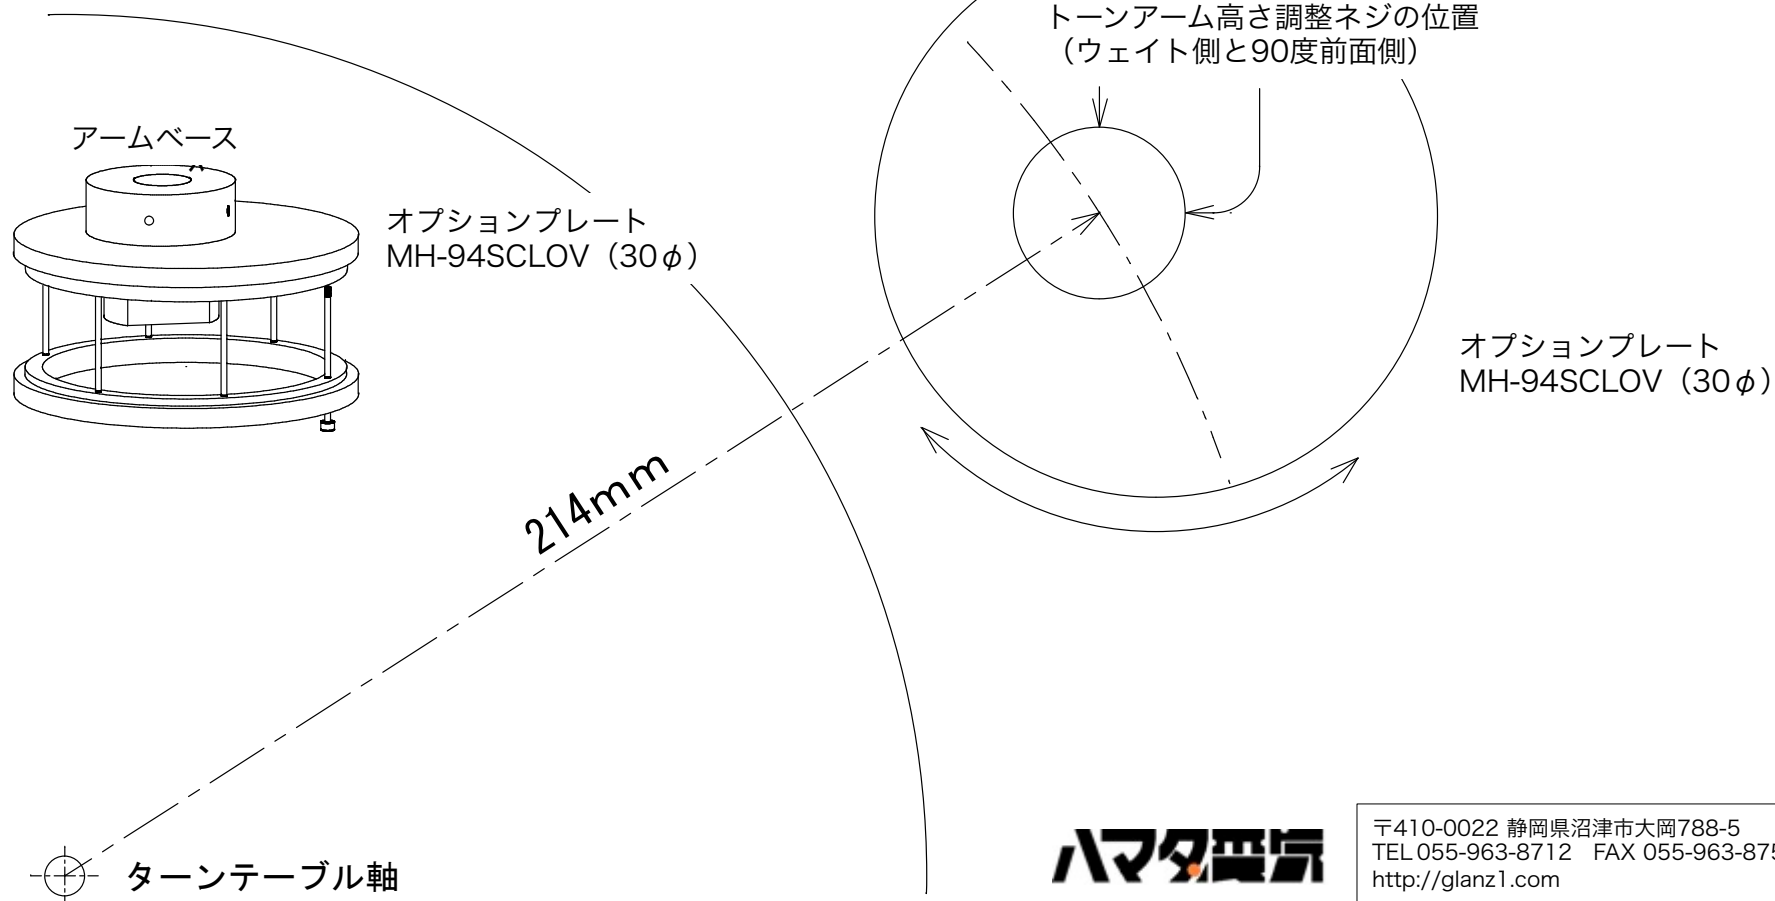 トーンアーム高さ調整ネジの位置
（ウェイト側と90度前面側）
アームベース
オプションプレート
MH-94SCLOV（30φ）
オプションプレート
MH-94SCLOV（30φ）
214mm
ターンテーブル軸
ハマダ電気
〒410-0022 静岡県沼津市大岡788-5
TEL 055-963-8712　FAX 055-963-875
http://glanz1.com